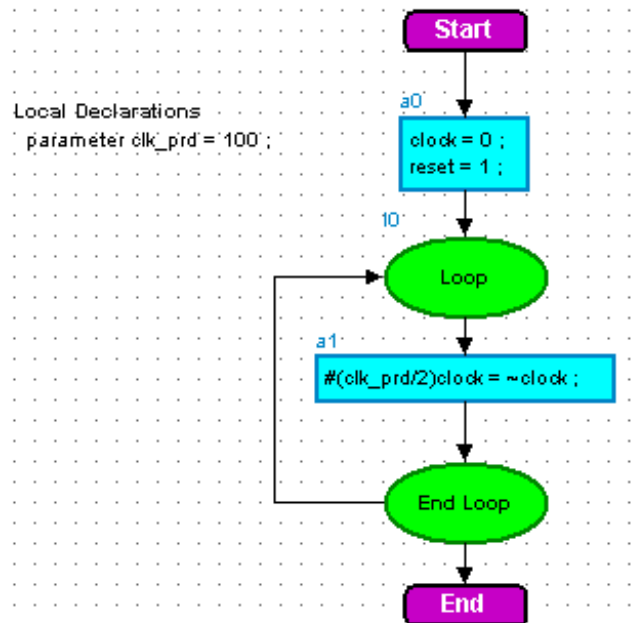 Start
Local Declarations
parameter clk_prd = 100 ;
a0
clock = 0 ;
reset = 1 ;
l0
Loop
a1
#(clk_prd/2)clock = ~clock ;
End Loop
End